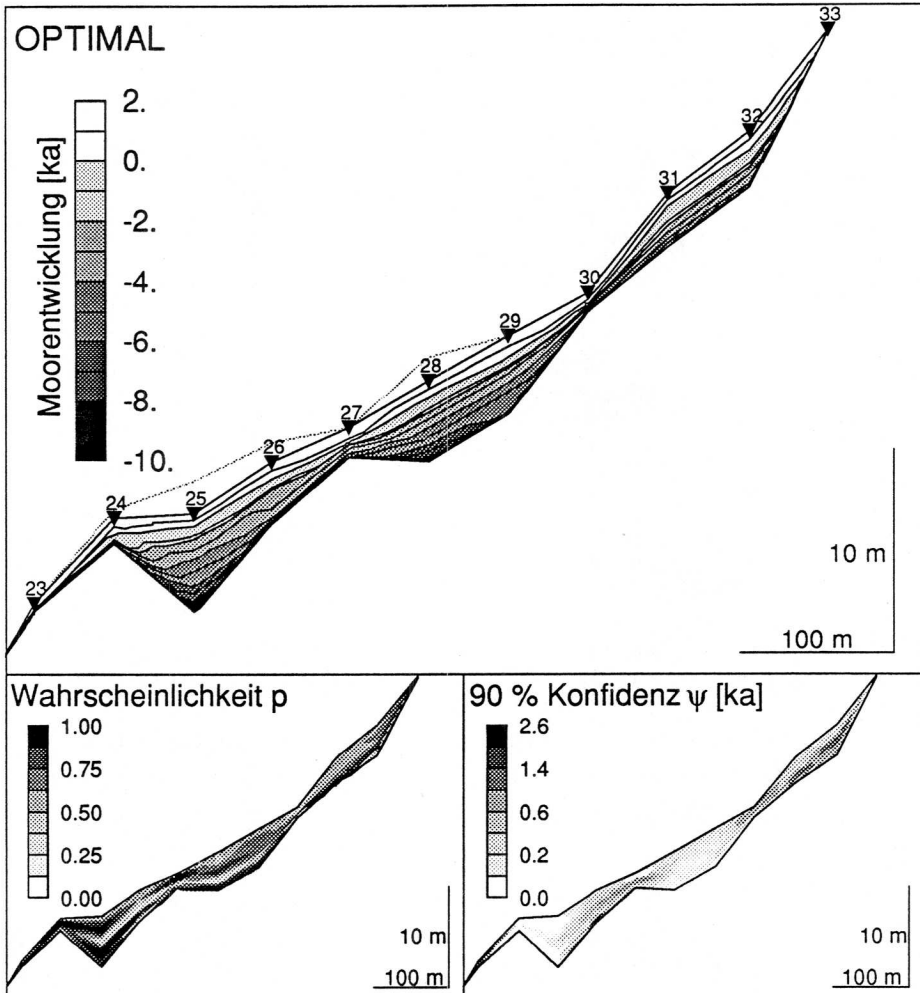 OPTIMAL
Moorentwicklung [ka]
2.
0.
-2.
-4.
-6.
-8.
-10.
33
32
31
30
29
28
27
26
25
24
23
10 m
100 m
Wahrscheinlichkeit p
1.00
0.75
0.50
0.25
0.00
10 m
100 m
90 % Konfidenz ψ [ka]
2.6
1.4
0.6
0.2
0.0
10 m
100 m